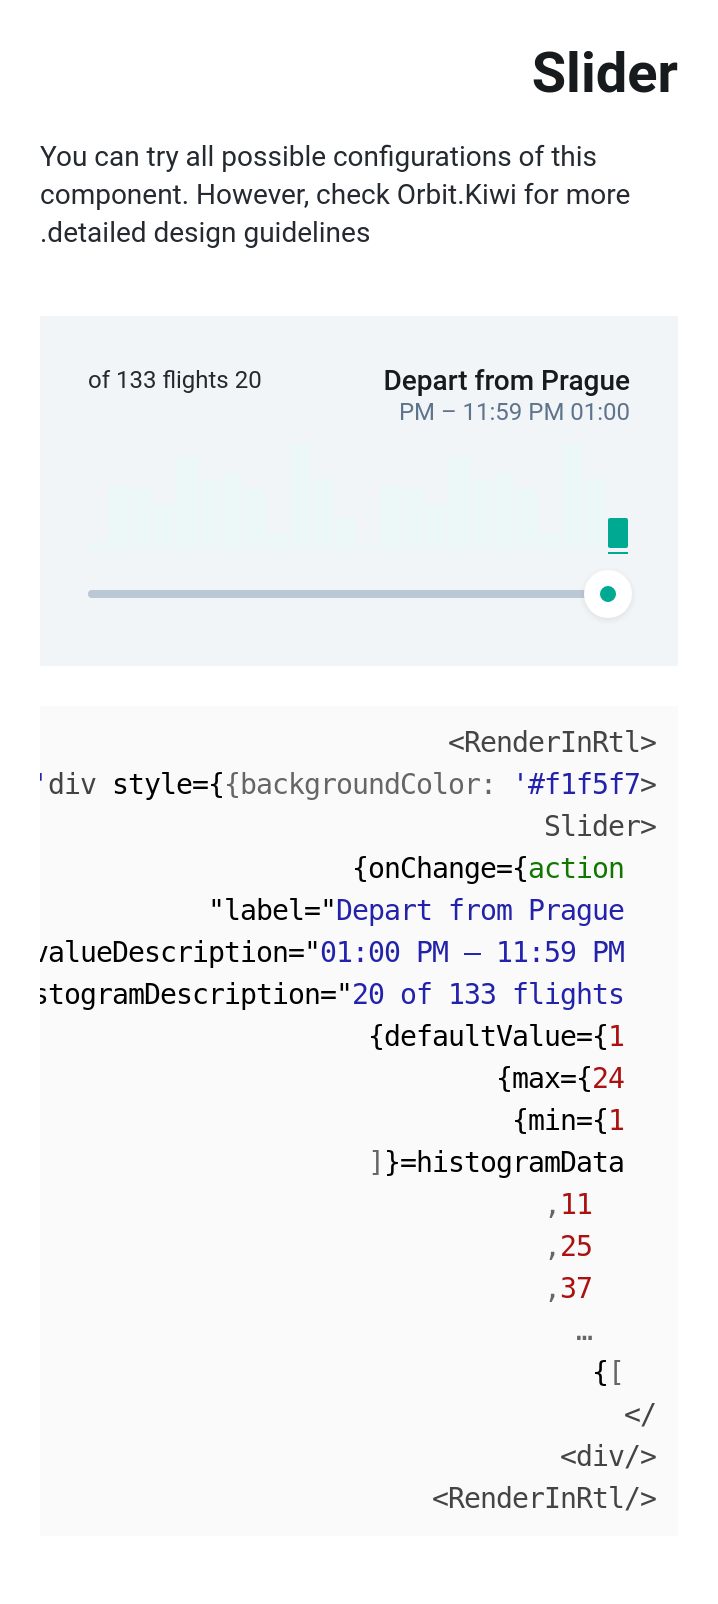 Slider
You can try all possible configurations of this
component. However, check Orbit.Kiwi for more
.detailed design guidelines
Depart from Prague
of 133 flights 20
PM – 11:59 PM 01:00
<RenderInRtl>
'div style={{backgroundColor: '#f1f5f7>
Slider>
{onChange={action
"label="Depart from Prague
valueDescription="01:00 PM – 11:59 PM
stogramDescription="20 of 133 flights
{defaultValue={1
{max={24
{min={1
]}=histogramData
,11
,25
,37
…
{[
</
<div/>
<RenderInRtl/>